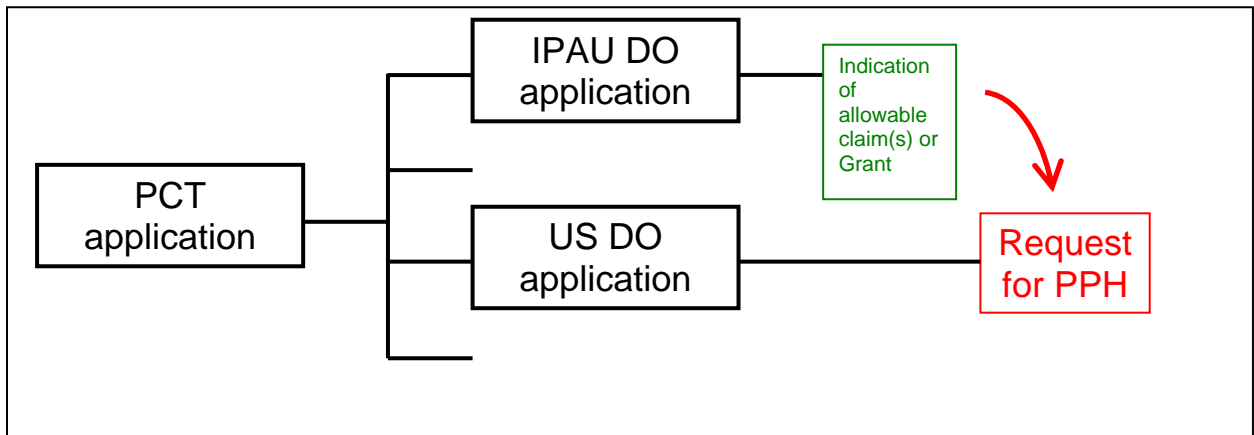 IPAU DO
application
Indication
of
allowable
claim(s) or
Grant
PCT
application
US DO
application
Request
for PPH